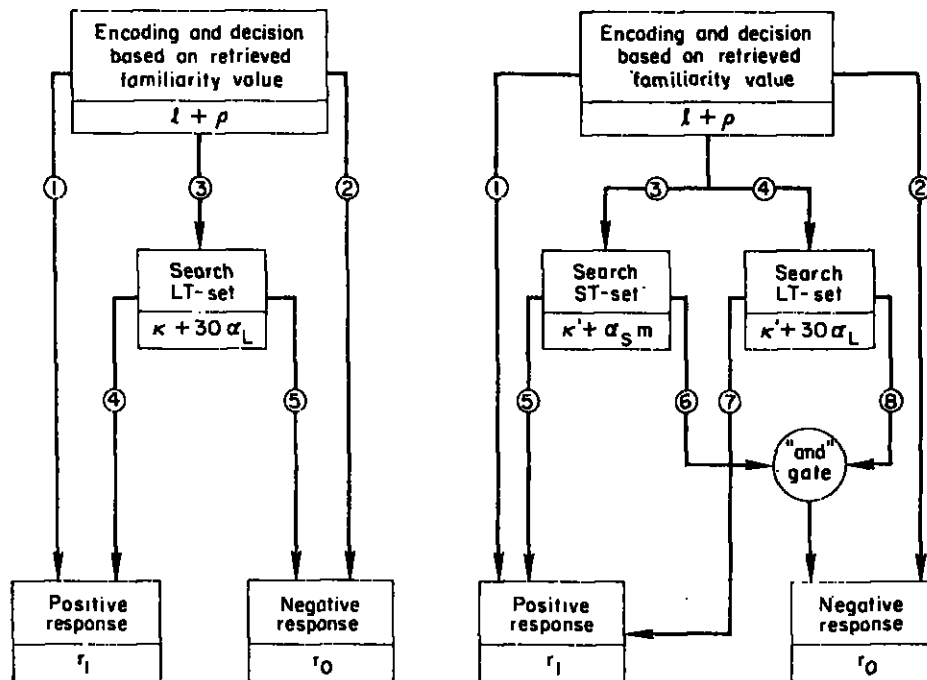 Encoding and decision
based on retrieved
familiarity value
ℓ + ρ
①
③
②
Search
LT-set
κ + 30 α_L
④
⑤
Positive
response
r_1
Negative
response
r_0
Encoding and decision
based on retrieved
familiarity value
ℓ + ρ
①
③
④
②
Search
ST-set
κ' + α_S m
Search
LT-set
κ' + 30 α_L
⑤
⑥
⑦
⑧
"and"
gate
Positive
response
r_1
Negative
response
r_0